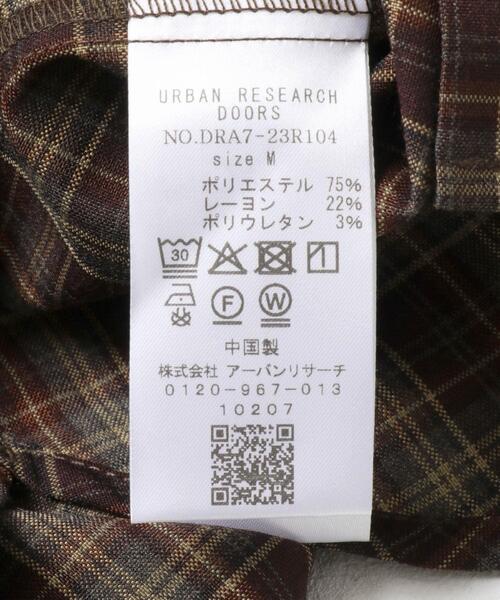 URBAN RESEARCH
DOORS
NO.DRA7-23R104
size M
ポリエステル 75%
レーヨン 22%
ポリウレタン 3%
30
F W
中国製
株式会社 アーバンリサーチ
0120-967-013
10207